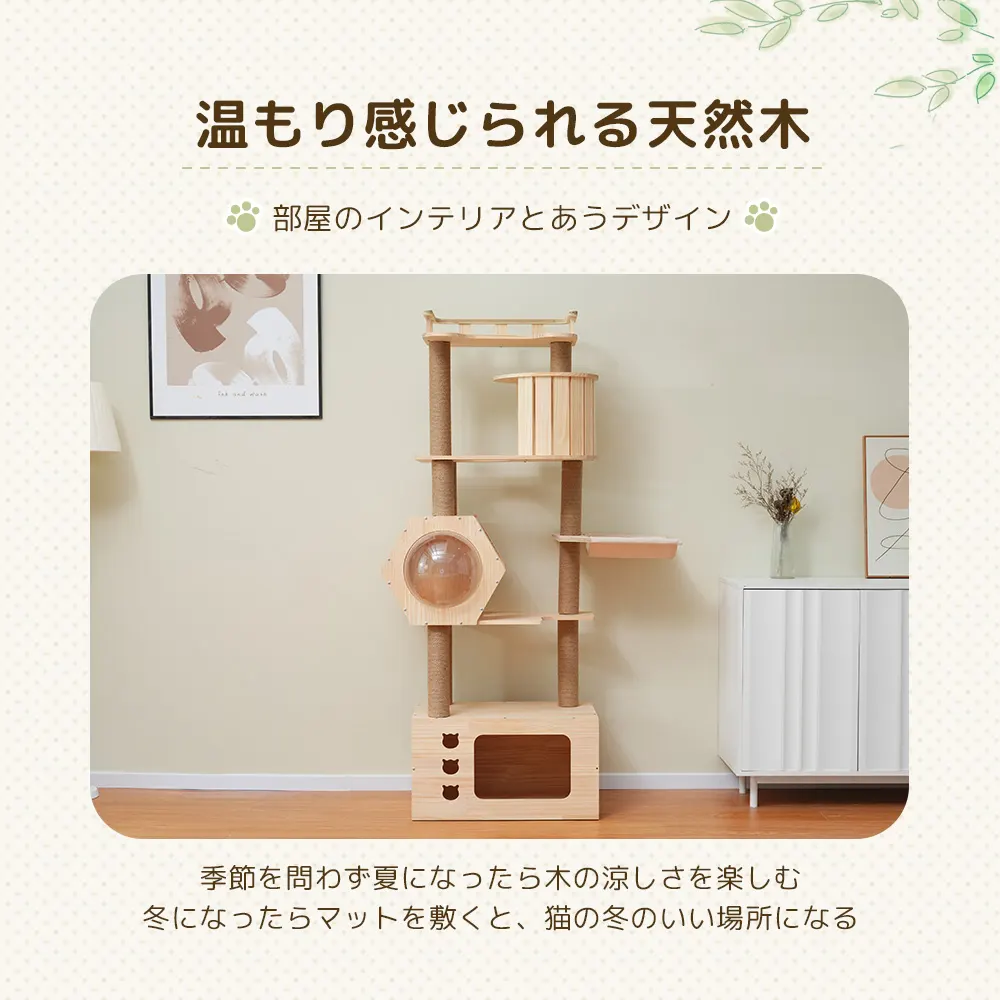 温もり感じられる天然木
部屋のインテリアとあうデザイン
Ink and wash
季節を問わず夏になったら木の涼しさを楽しむ
冬になったらマットを敷くと、猫の冬のいい場所になる